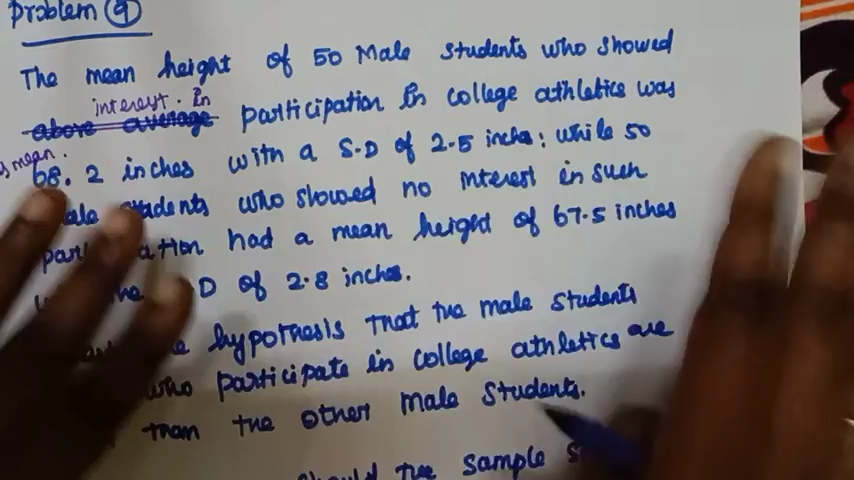 Problem 9
The mean height of 50 Male students who showed
interest in
above average participation in college athletics was
mean.
68.2 inches with a S.D of 2.5 inches: while 50
students who showed no interest in such
had a mean height of 67.5 inches
D of 2.8 inches.
hypothesis that the male students
who participate in college athletics are
than the other Male students.
should the sample